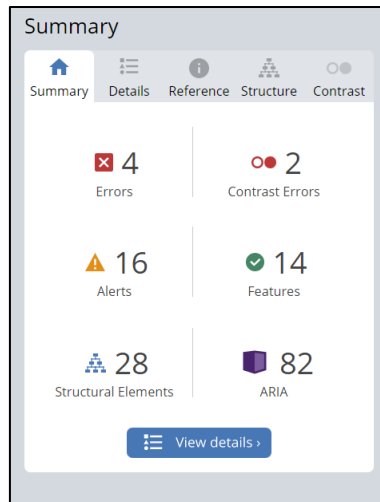 Summary
Summary Details Reference Structure Contrast
4 2
Errors Contrast Errors
16 14
Alerts Features
28 82
Structural Elements ARIA
View details ›